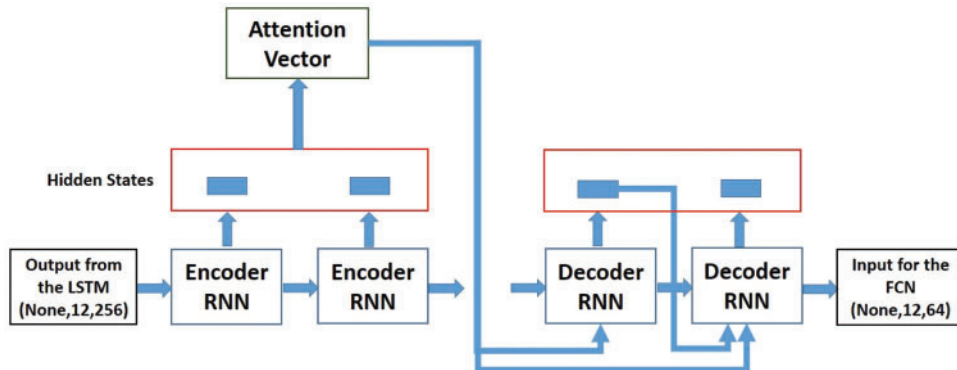 Attention
Vector
Hidden States
Output from
the LSTM
(None,12,256)
Encoder
RNN
Encoder
RNN
Decoder
RNN
Decoder
RNN
Input for the
FCN
(None,12,64)